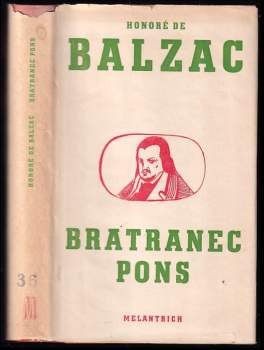 HONORÉ DE
BALZAC
BRATRANEC
PONS
MELANTRICH
HONORÉ DE BALZAC BRATRANEC PONS
36
M